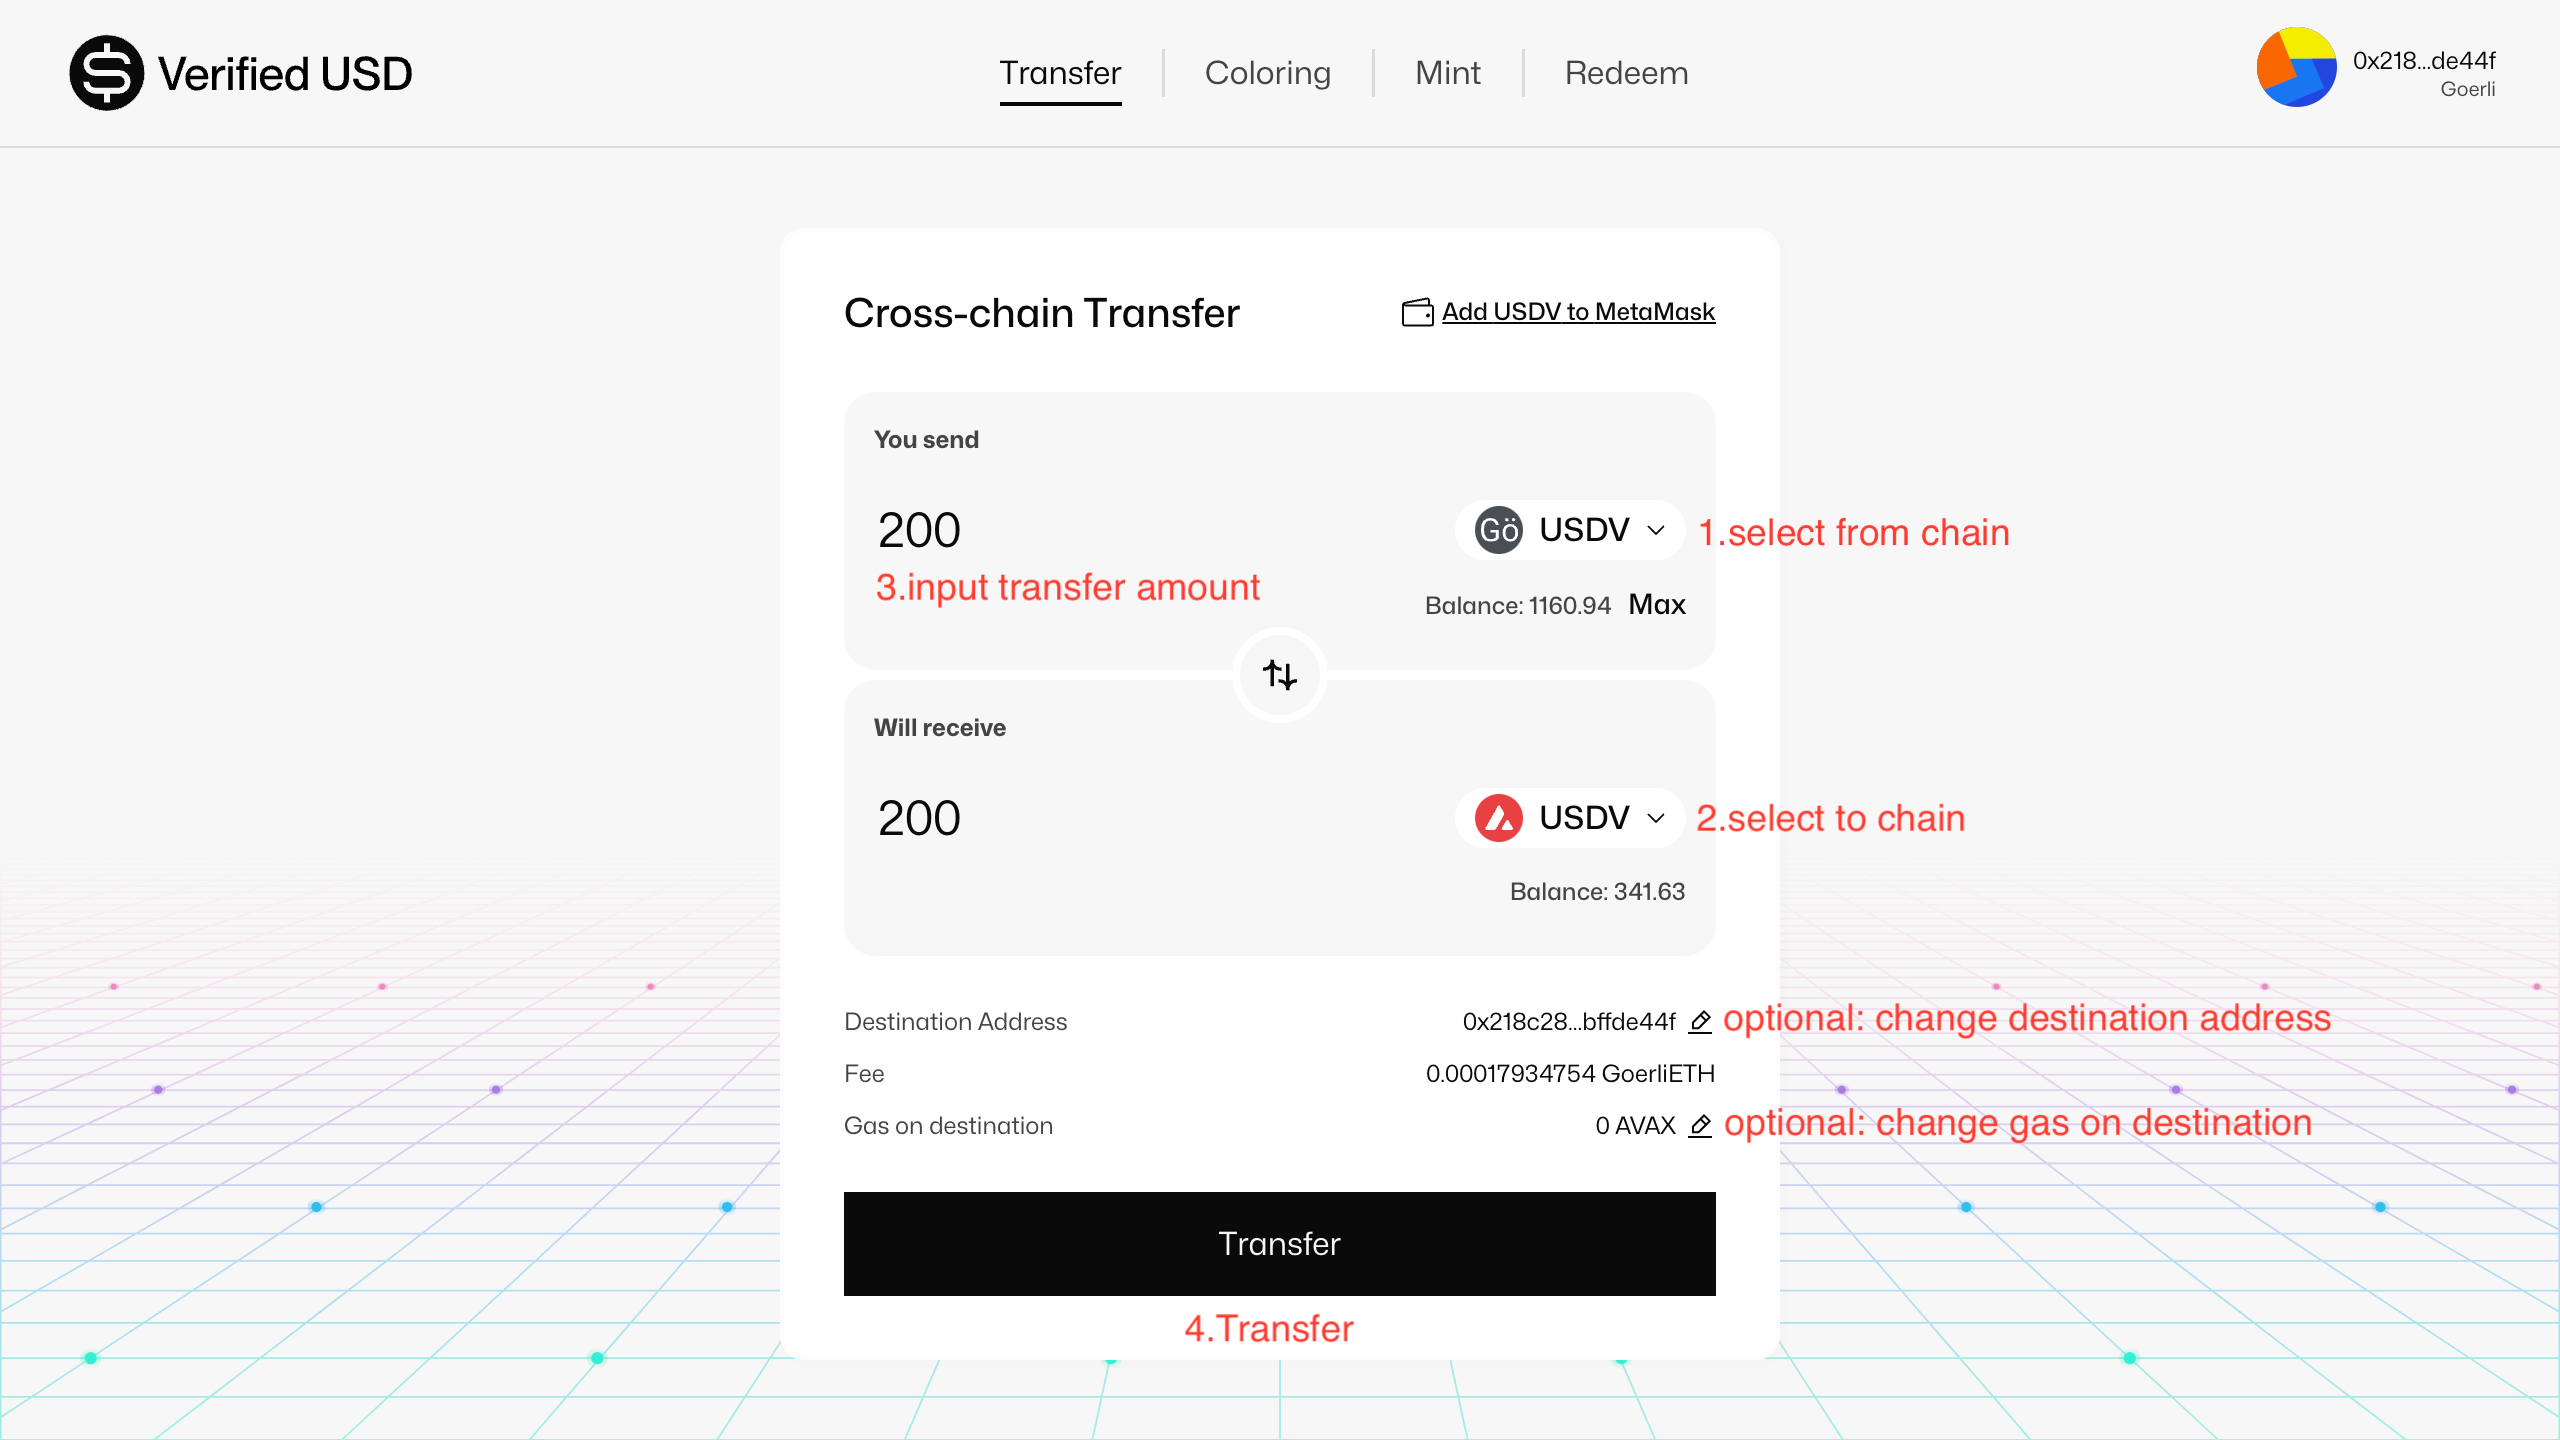 Verified USD
Transfer
Coloring
Mint
Redeem
0x218...de44f
Goerli
Cross-chain Transfer
Add USDV to MetaMask
You send
200
Gö USDV
1.select from chain
3.input transfer amount
Balance: 1160.94 Max
Will receive
200
USDV
2.select to chain
Balance: 341.63
Destination Address
0x218c28...bffde44f
optional: change destination address
Fee
0.00017934754 GoerliETH
Gas on destination
0 AVAX
optional: change gas on destination
Transfer
4.Transfer